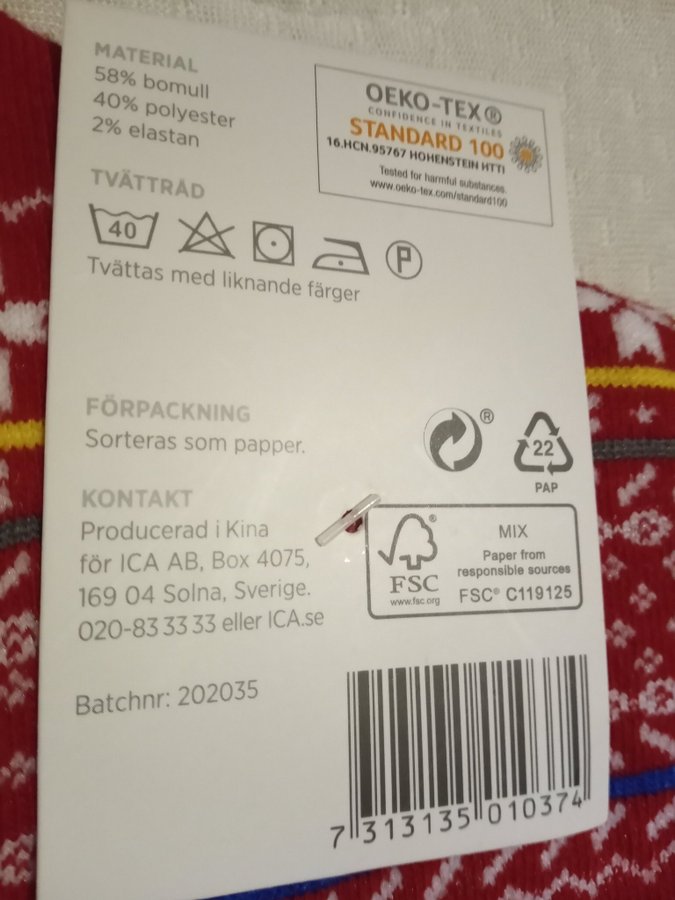 MATERIAL
58% bomull
40% polyester
2% elastan
OEKO-TEX®
CONFIDENCE IN TEXTILES
STANDARD 100
16.HCN.95767 HOHENSTEIN HTTI
Tested for harmful substances.
www.oeko-tex.com/standard100
TVÄTTRÅD
40
P
Tvättas med liknande färger
FÖRPACKNING
Sorteras som papper.
®
22
PAP
KONTAKT
Producerad i Kina
för ICA AB, Box 4075,
169 04 Solna, Sverige.
020-83 33 33 eller ICA.se
®
FSC
www.fsc.org
MIX
Paper from
responsible sources
FSC® C119125
Batchnr: 202035
7 313135 010374